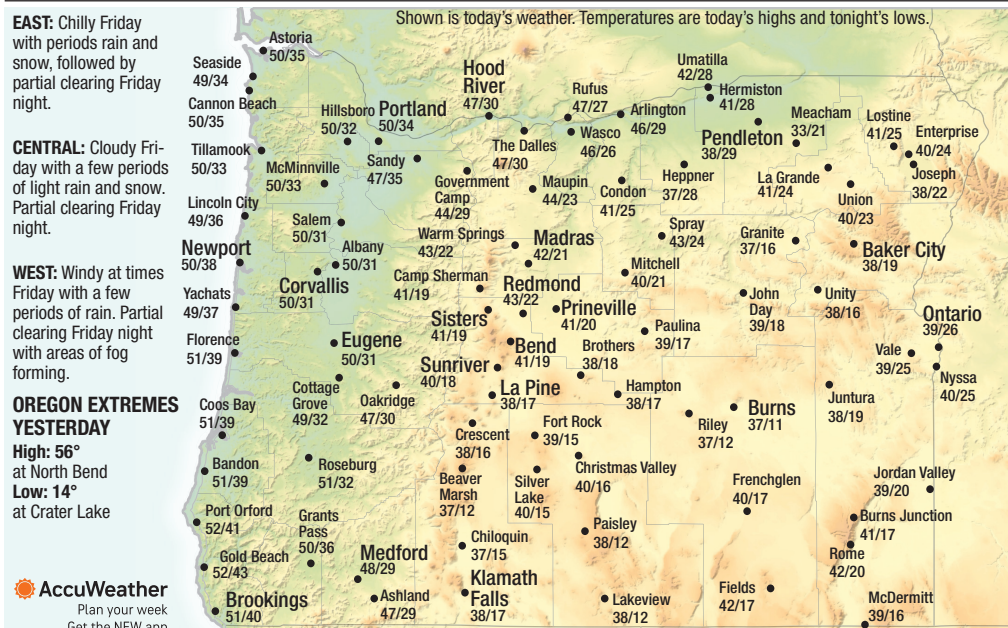 EAST: Chilly Friday
with periods rain and
snow, followed by
partial clearing Friday
night.
CENTRAL: Cloudy Fri-
day with a few periods
of light rain and snow.
Partial clearing Friday
night.
WEST: Windy at times
Friday with a few
periods of rain. Partial
clearing Friday night
with areas of fog
forming.
OREGON EXTREMES
YESTERDAY
High: 56°
at North Bend
Low: 14°
at Crater Lake
AccuWeather
Plan your week
Get the NEW app
Shown is today's weather. Temperatures are today's highs and tonight's lows.
Astoria
50/35
Seaside
49/34
Cannon Beach
50/35
Tillamook
50/33
Hillsboro
50/32
Portland
50/34
McMinnville
50/33
Sandy
47/35
Lincoln City
49/36
Salem
50/31
Newport
50/38
Albany
50/31
Corvallis
50/31
Yachats
49/37
Florence
51/39
Eugene
50/31
Cottage
Grove
49/32
Oakridge
47/30
Coos Bay
51/39
Bandon
51/39
Roseburg
51/32
Port Orford
52/41
Grants
Pass
50/36
Gold Beach
52/43
Medford
48/29
Brookings
51/40
Ashland
47/29
Hood
River
47/30
Rufus
47/27
Umatilla
42/28
Hermiston
41/28
Arlington
46/29
Wasco
46/26
The Dalles
47/30
Pendleton
38/29
Meacham
33/21
Lostine
41/25
Enterprise
40/24
Joseph
38/22
Government
Camp
44/29
Maupin
44/23
Condon
41/25
Heppner
37/28
La Grande
41/24
Union
40/23
Warm Springs
43/22
Madras
42/21
Spray
43/24
Granite
37/16
Baker City
38/19
Camp Sherman
41/19
Redmond
43/22
Mitchell
40/21
Prineville
41/20
John
Day
39/18
Unity
38/16
Ontario
39/26
Sisters
41/19
Paulina
39/17
Bend
41/19
Brothers
38/18
Vale
39/25
Nyssa
40/25
Sunriver
40/18
La Pine
38/17
Hampton
38/17
Burns
37/11
Juntura
38/19
Riley
37/12
Crescent
38/16
Fort Rock
39/15
Beaver
Marsh
37/12
Silver
Lake
40/15
Christmas Valley
40/16
Frenchglen
40/17
Jordan Valley
39/20
Chiloquin
37/15
Paisley
38/12
Burns Junction
41/17
Rome
42/20
Klamath
Falls
38/17
Lakeview
38/12
Fields
42/17
McDermitt
39/16